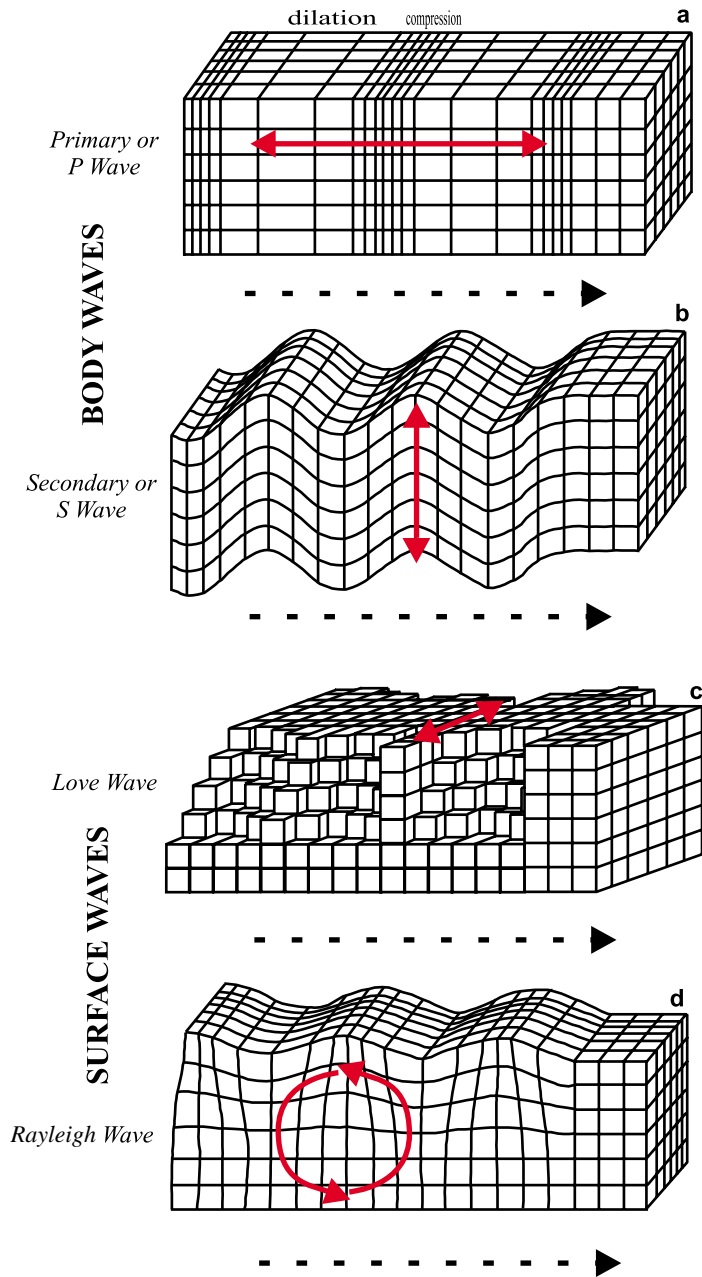 dilation compression a
Primary or
P Wave
BODY WAVES
b
Secondary or
S Wave
c
Love Wave
SURFACE WAVES
d
Rayleigh Wave